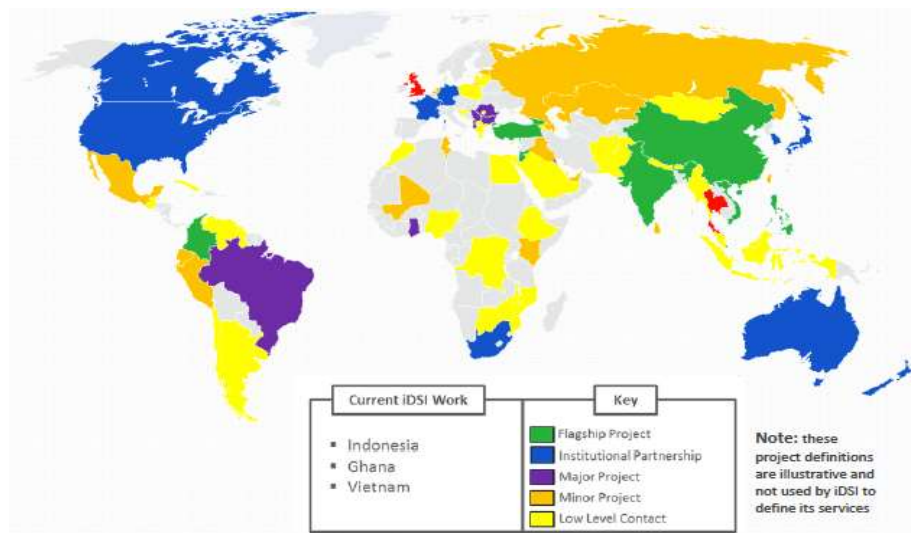 Current iDSI Work
▪ Indonesia
▪ Ghana
▪ Vietnam
Key
Flagship Project
Institutional Partnership
Major Project
Minor Project
Low Level Contact
Note: these
project definitions
are illustrative and
not used by iDSI to
define its services